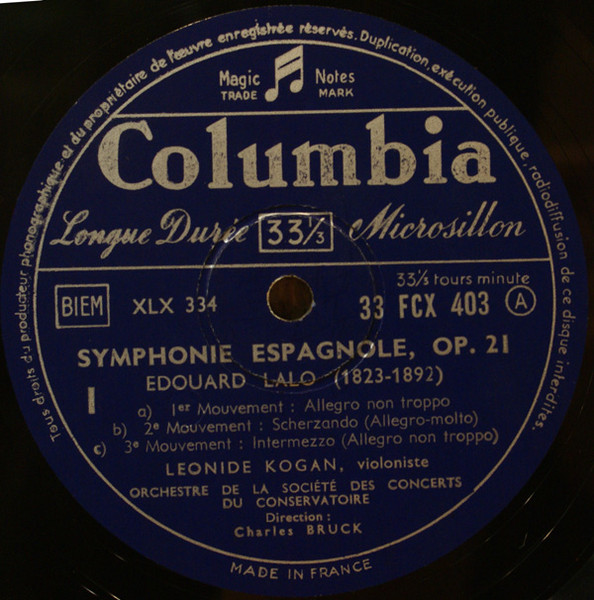 Tous droits du producteur phonographique et du propriétaire de l'œuvre enregistrée réservés. Duplication, exécution publique, radiodiffusion de ce disque interdites.
Magic Notes
TRADE MARK
Columbia
Longue Durée 33⅓ Microsillon
33⅓ tours minute
BIEM XLX 334 33 FCX 403 A
SYMPHONIE ESPAGNOLE, OP. 21
EDOUARD LALO (1823-1892)
I
a) 1er Mouvement : Allegro non troppo
b) 2e Mouvement : Scherzando (Allegro-molto)
c) 3e Mouvement : Intermezzo (Allegro non troppo)
LEONIDE KOGAN, violoniste
ORCHESTRE DE LA SOCIÉTÉ DES CONCERTS
DU CONSERVATOIRE
Direction :
Charles BRUCK
MADE IN FRANCE